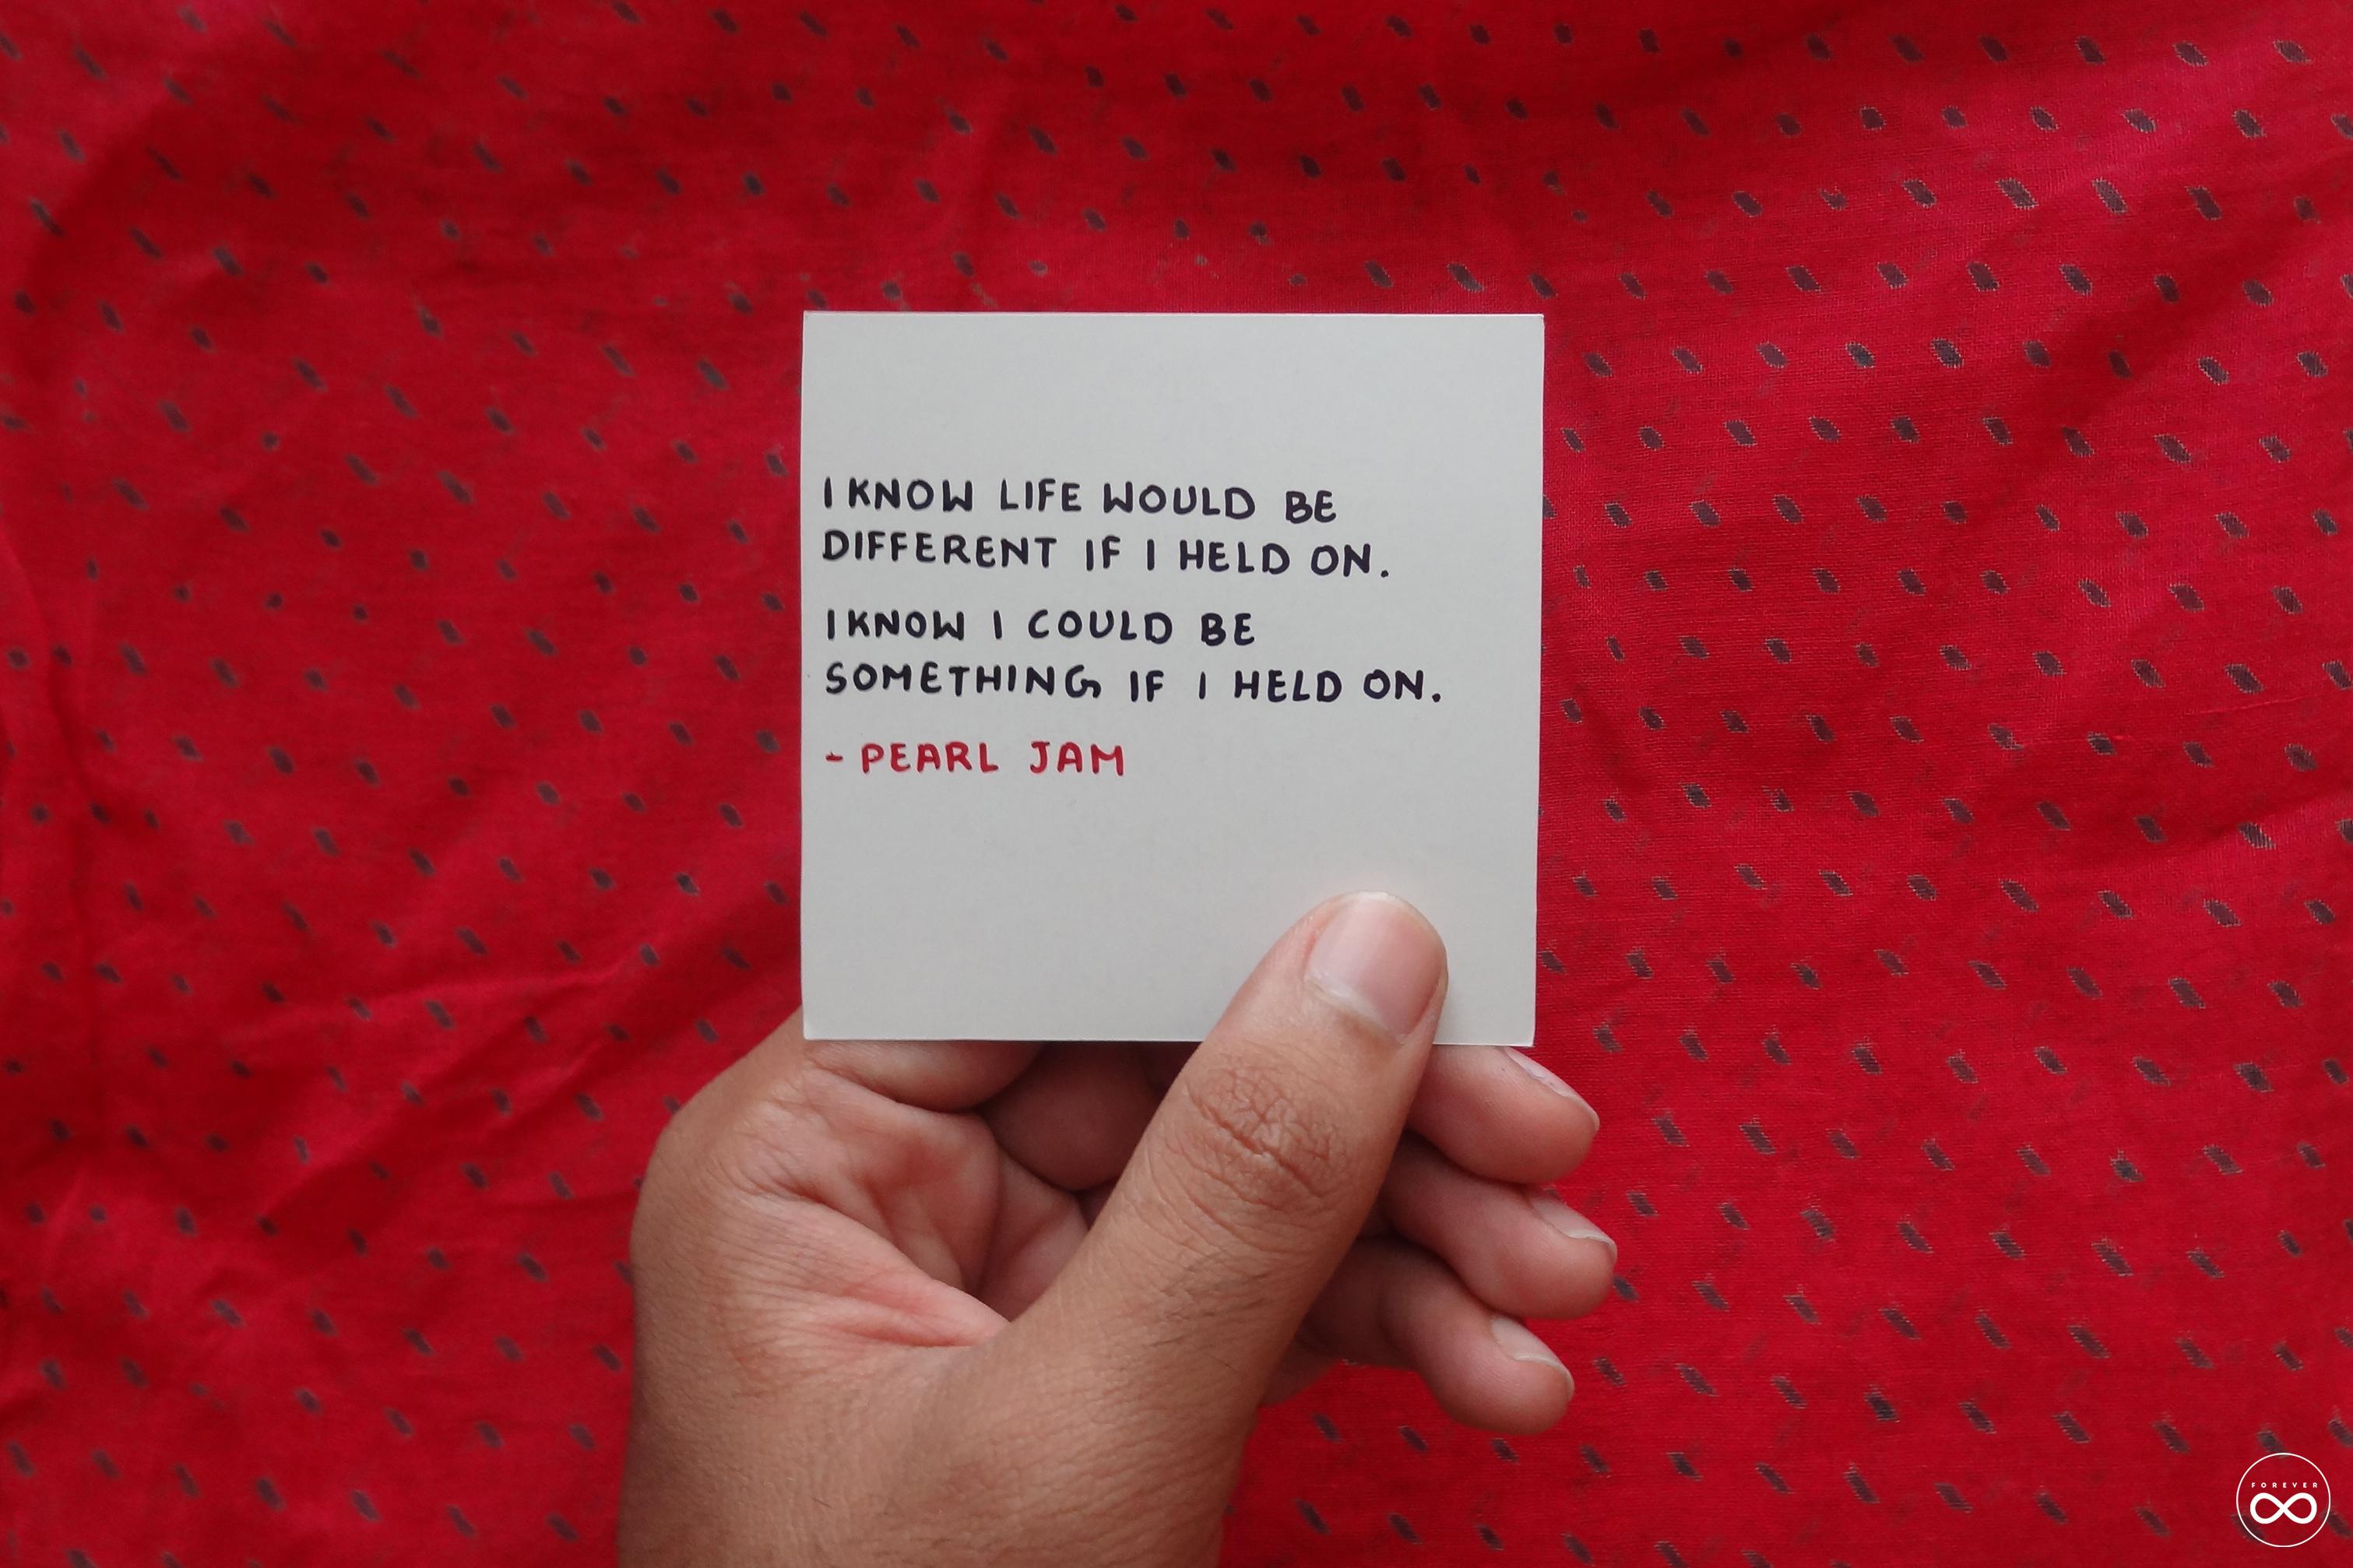 I KNOW LIFE WOULD BE
DIFFERENT IF I HELD ON.
I KNOW I COULD BE
SOMETHING IF I HELD ON.
- PEARL JAM
FOREVER